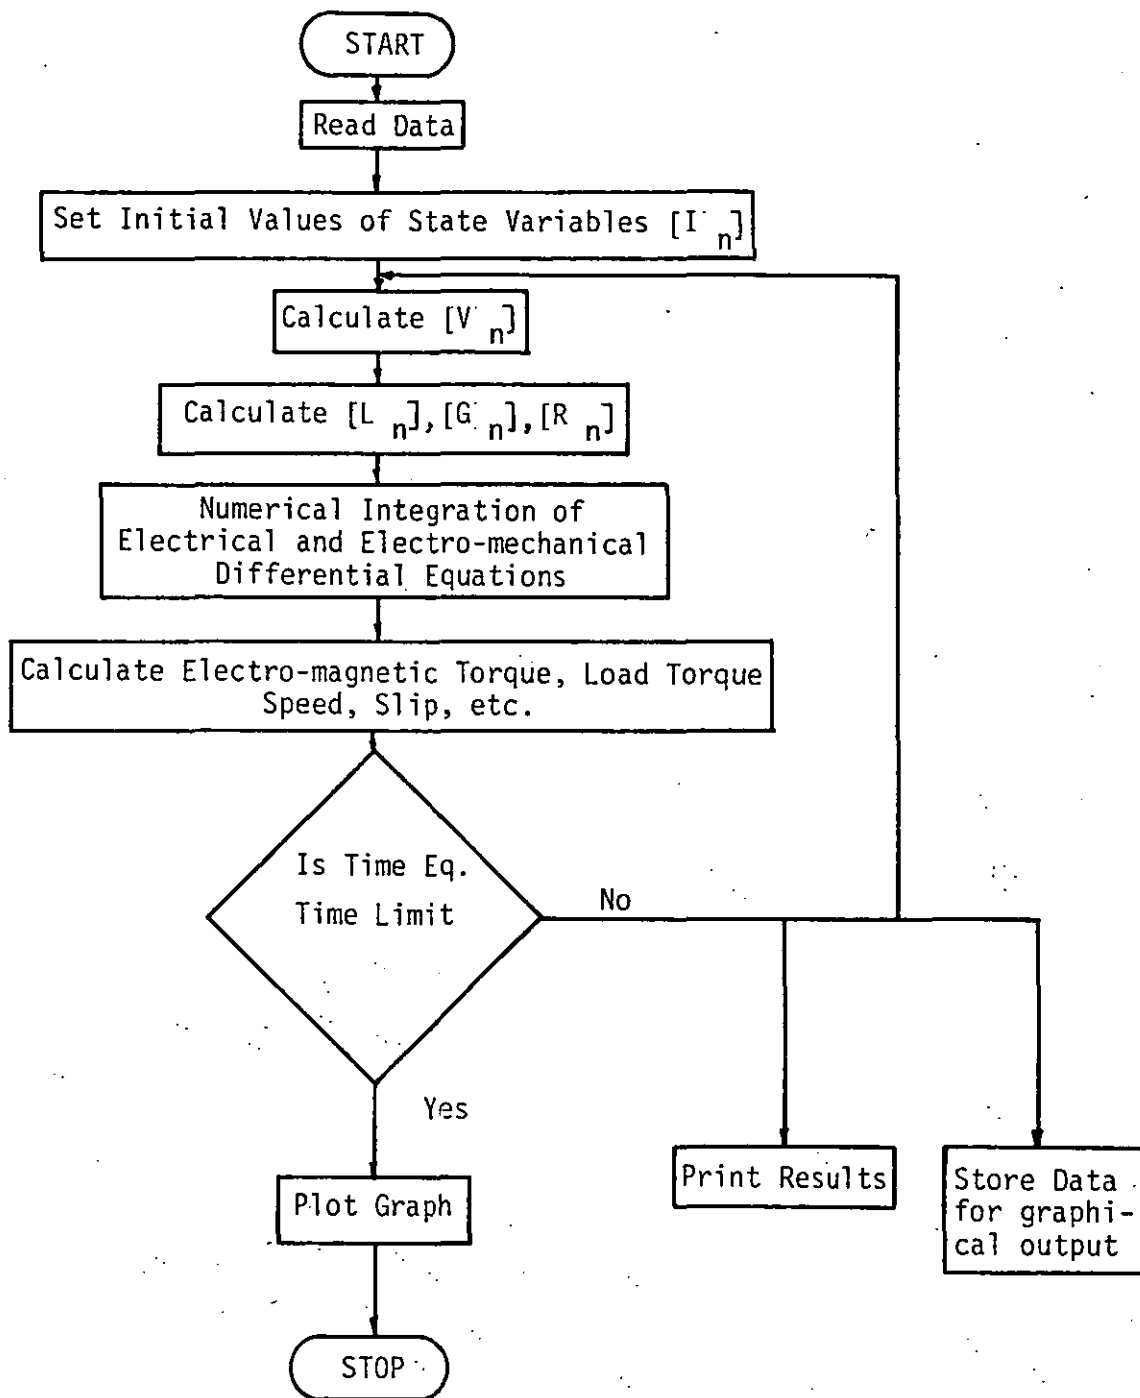 START
Read Data
Set Initial Values of State Variables [I n]
Calculate [V n]
Calculate [L n],[G n],[R n]
Numerical Integration of
Electrical and Electro-mechanical
Differential Equations
Calculate Electro-magnetic Torque, Load Torque
Speed, Slip, etc.
Is Time Eq.
Time Limit
No
Yes
Print Results
Store Data
for graphi-
cal output
Plot Graph
STOP